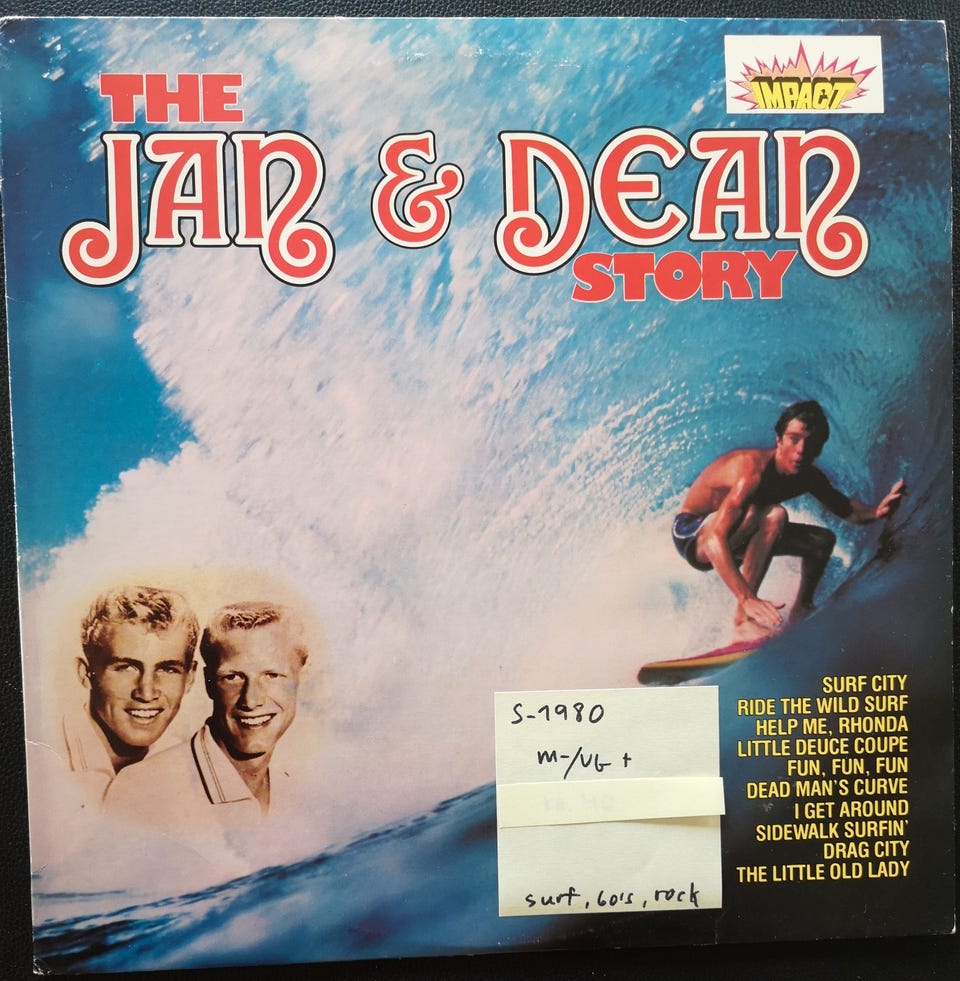 THE
IMPACT
JAN & DEAN
STORY
SURF CITY
RIDE THE WILD SURF
HELP ME, RHONDA
LITTLE DEUCE COUPE
FUN, FUN, FUN
DEAD MAN'S CURVE
I GET AROUND
SIDEWALK SURFIN'
DRAG CITY
THE LITTLE OLD LADY
S-1980
M-/VG +
surf, 60's, rock